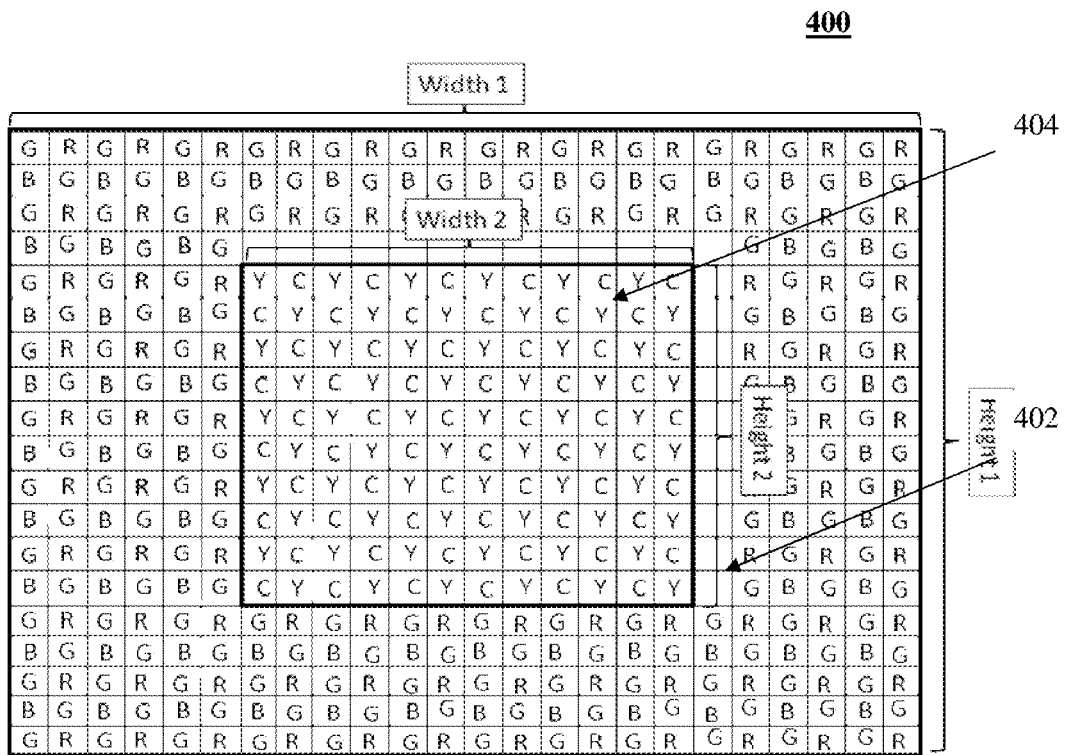 400
Width 1
404
G R G R G R G R G R G R G R G R G R G R G R G R
B G B G B G B G B G B G B G B G B G B G B G B G
G R G R G R G R G R R G R G R G R G R G R
Width 2
B G B G B G G B G B G
G R G R G R Y C Y C Y C Y C Y C Y C R G R G R
B G B G B G C Y C Y C Y C Y C Y C Y G B G B G
G R G R G R Y C Y C Y C Y C Y C Y C R G R G R
B G B G B G C Y C Y C Y C Y C Y C Y G B G B G
G R G R G R Y C Y C Y C Y C Y C Y C G R G R
Height 2
Height 1
402
B G B G B G C Y C Y C Y C Y C Y C Y B G B G
G R G R G R Y C Y C Y C Y C Y C Y C G R G R
B G B G B G C Y C Y C Y C Y C Y C Y G B G B G
G R G R G R Y C Y C Y C Y C Y C Y C R G R G R
B G B G B G C Y C Y C Y C Y C Y C Y G B G B G
G R G R G R G R G R G R G R G R G R G R G R G R
B G B G B G B G B G B G B G B G B G B G B G B G
G R G R G R G R G R G R G R G R G R G R G R G R
B G B G B G B G B G B G B G B G B G B G B G B G
G R G R G R G R G R G R G R G R G R G R G R G R